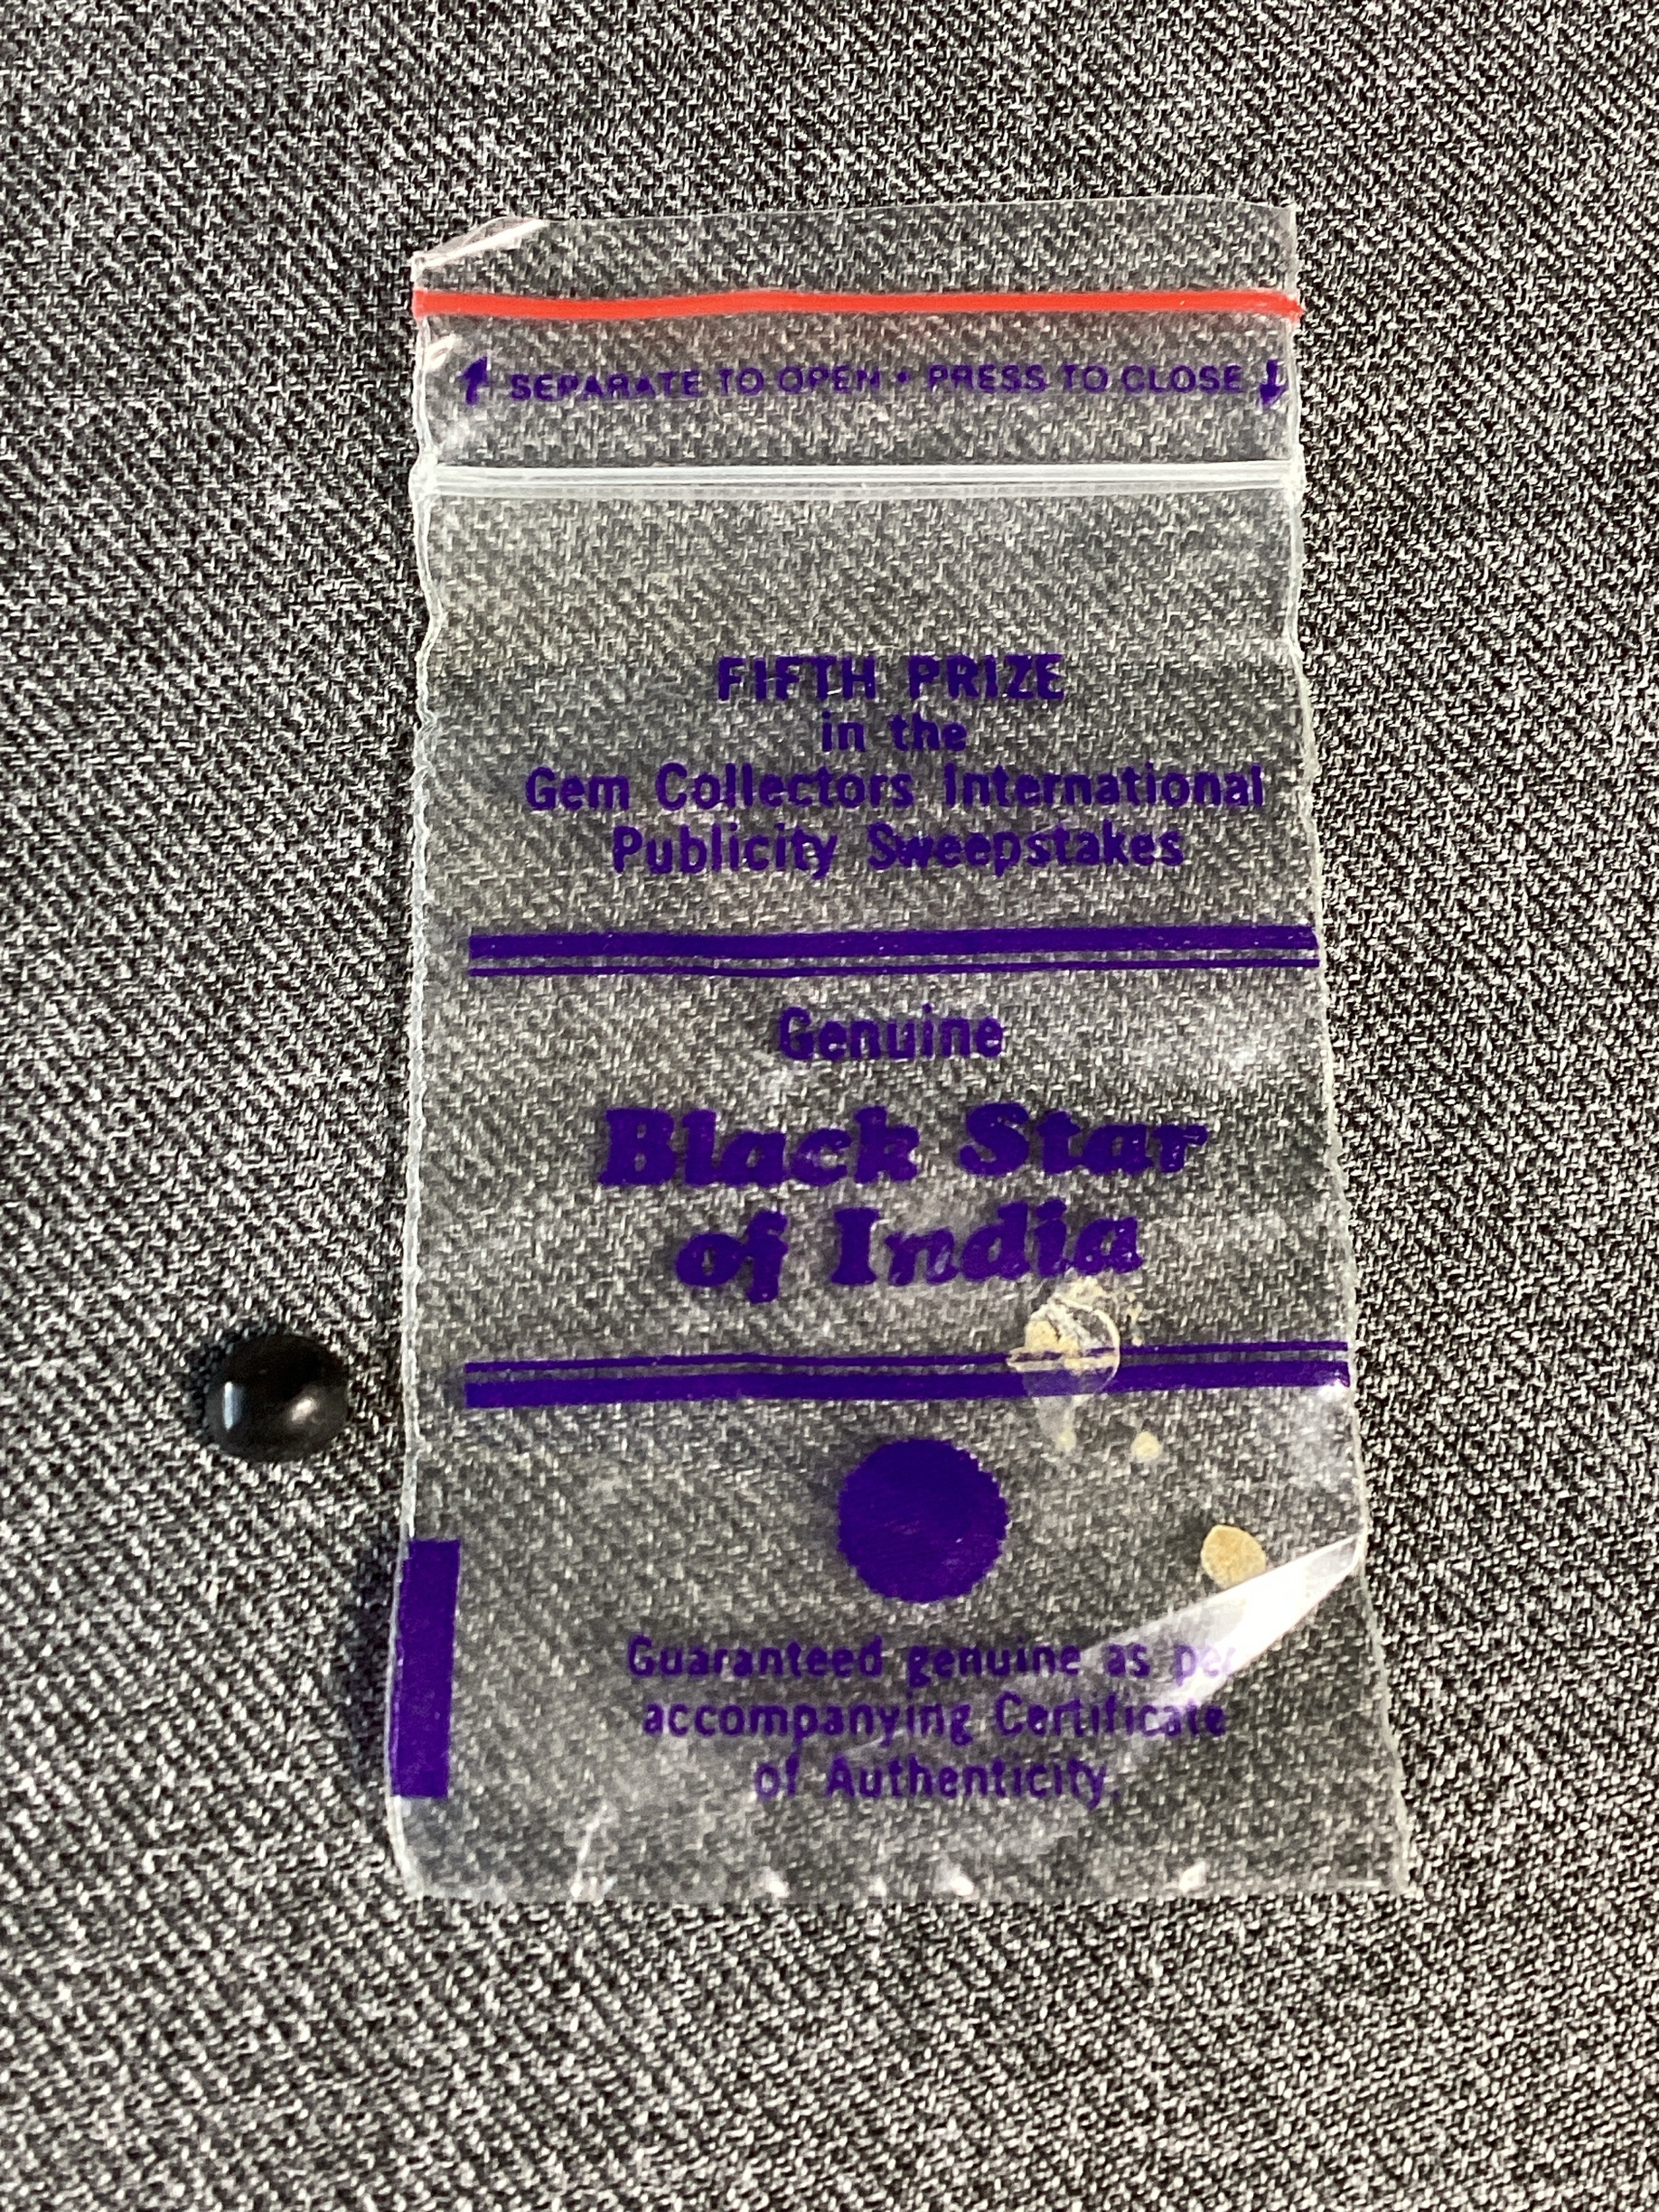 ↑ SEPARATE TO OPEN • PRESS TO CLOSE ↓
FIFTH PRIZE
in the
Gem Collectors International
Publicity Sweepstakes
Genuine
Black Star
of India
Guaranteed genuine as per
accompanying Certificate
of Authenticity.